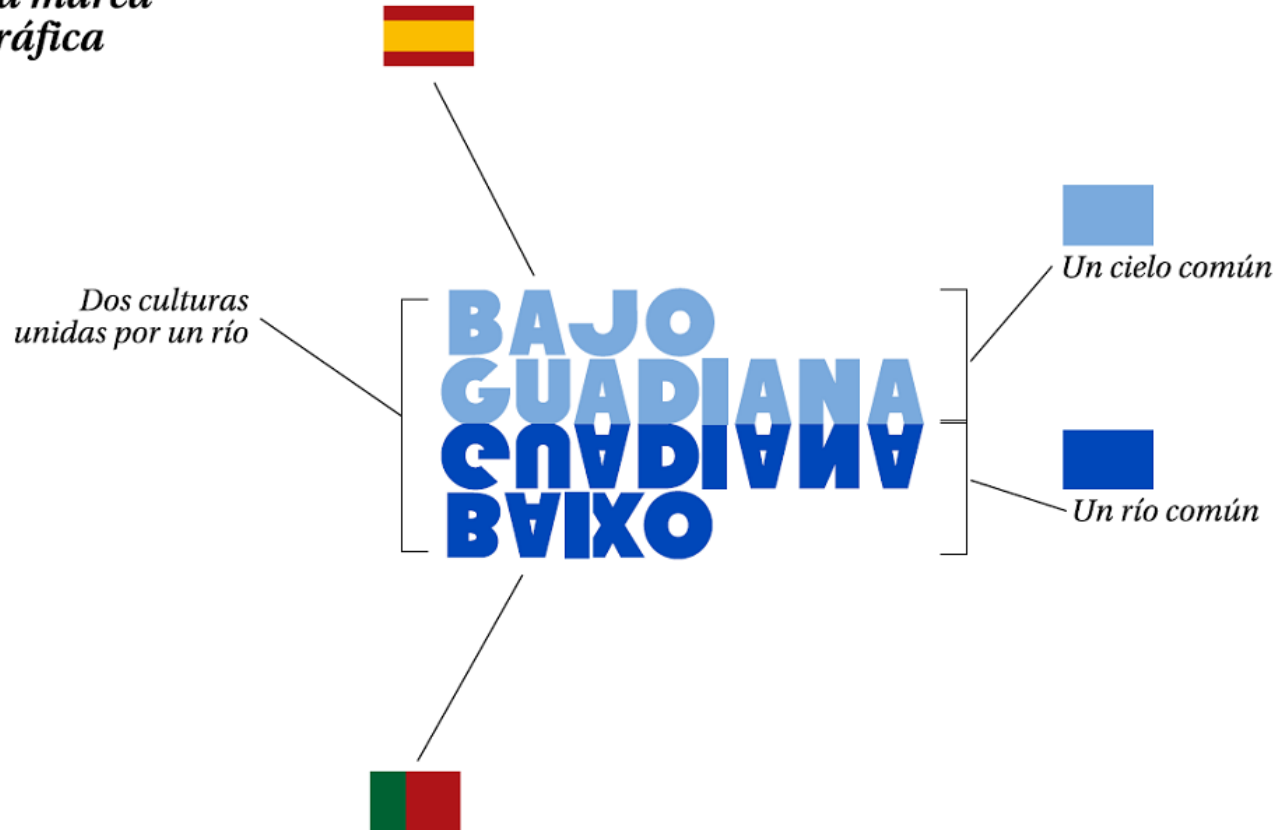 ráfica
Un cielo común
Dos culturas
unidas por un río
BAJO
GUADIANA
GUADIANA
BAIXO
Un río común